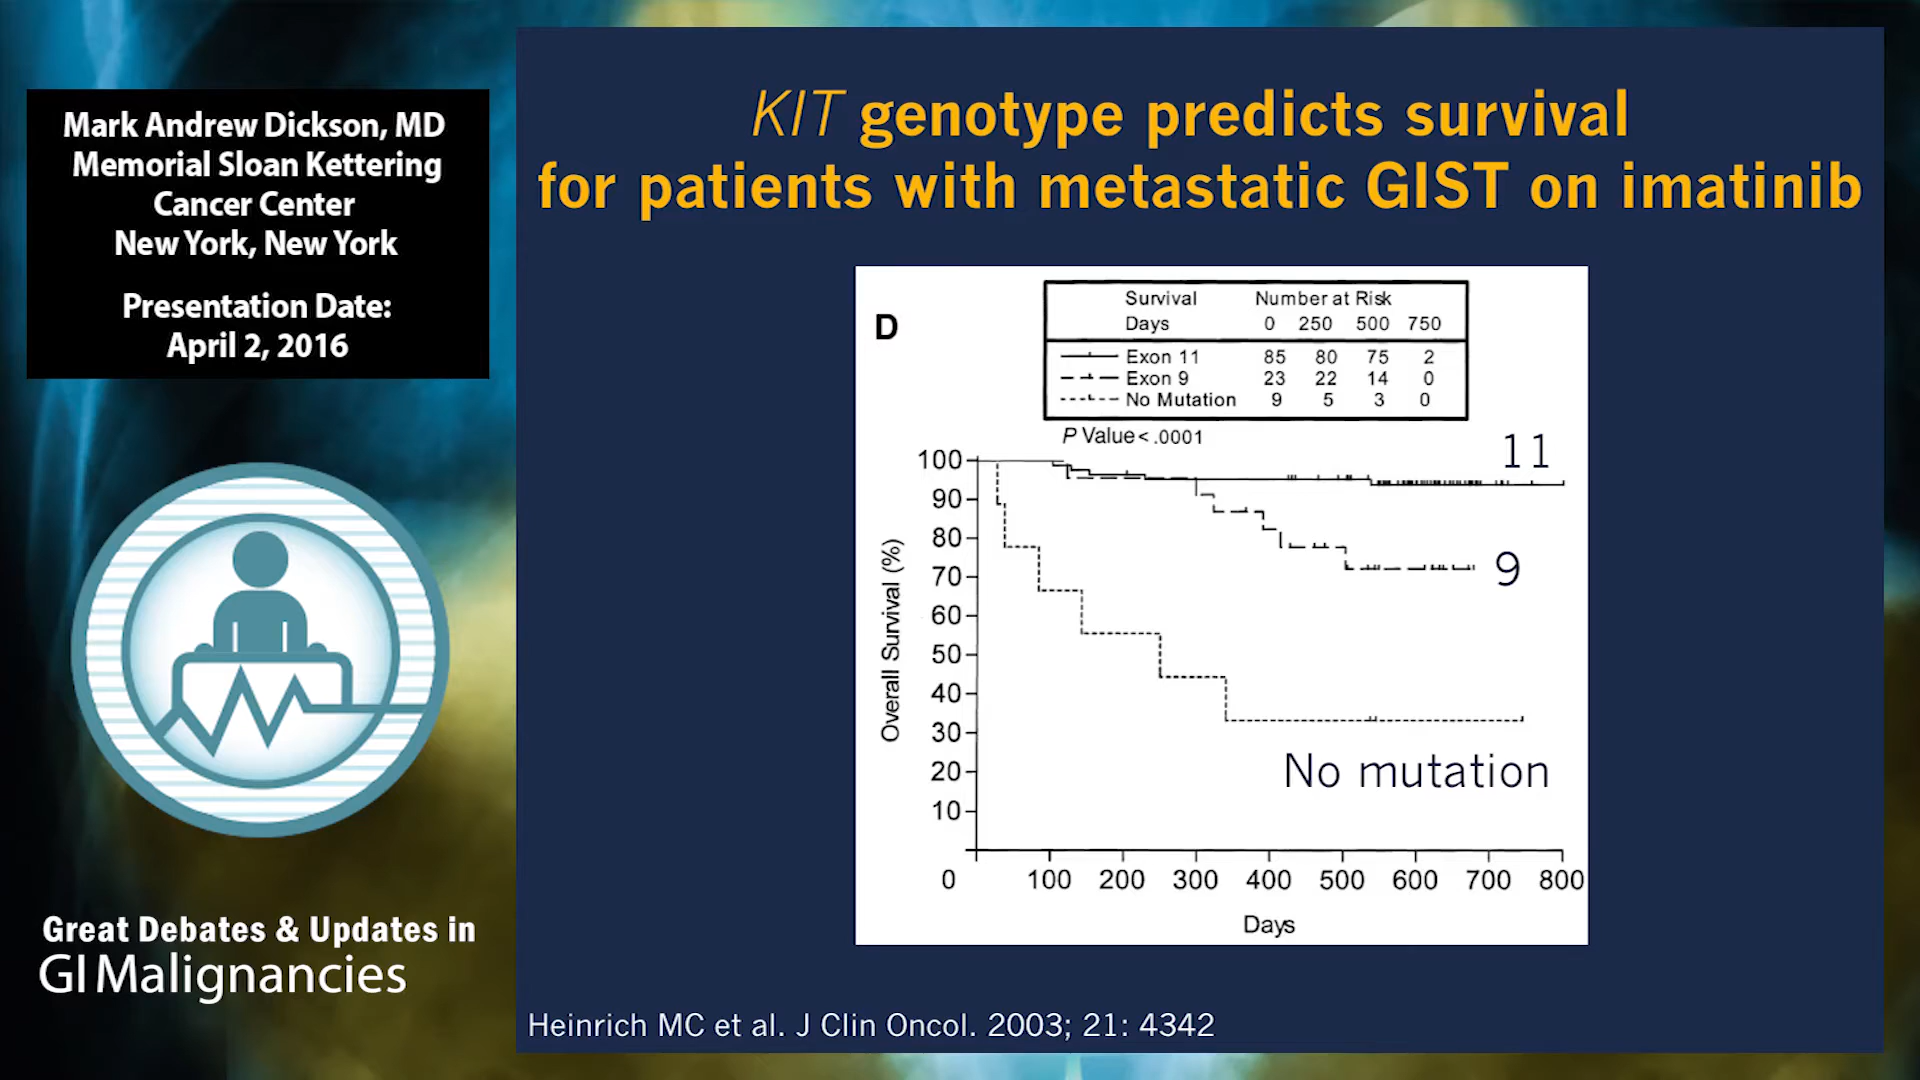 Mark Andrew Dickson, MD
Memorial Sloan Kettering
Cancer Center
New York, New York
Presentation Date:
April 2, 2016
Great Debates & Updates in
GI Malignancies
KIT genotype predicts survival
for patients with metastatic GIST on imatinib
D
Survival Number at Risk
Days 0 250 500 750
Exon 11 85 80 75 2
Exon 9 23 22 14 0
No Mutation 9 5 3 0
P Value < .0001
11
9
No mutation
Overall Survival (%)
100
90
80
70
60
50
40
30
20
10
0 100 200 300 400 500 600 700 800
Days
Heinrich MC et al. J Clin Oncol. 2003; 21: 4342